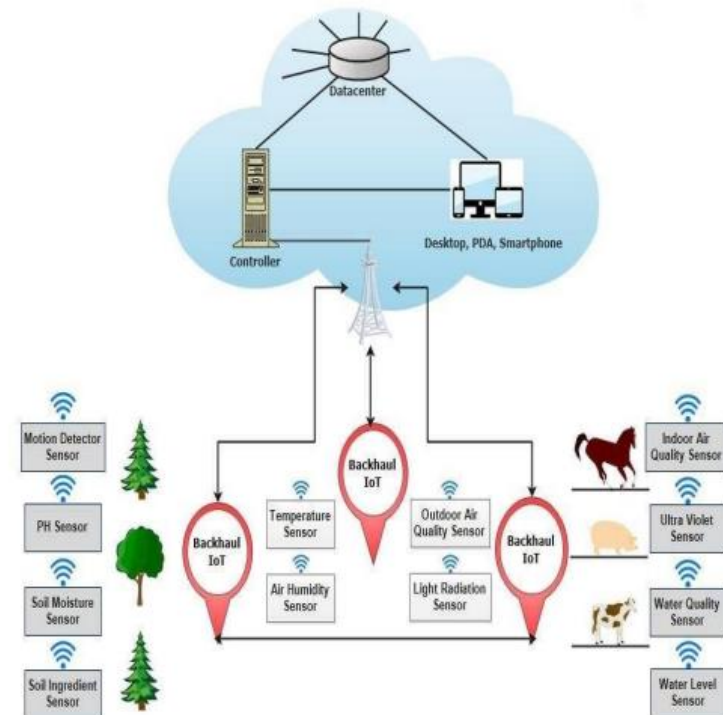 Datacenter
Controller
Desktop, PDA, Smartphone
Motion Detector
Sensor
PH Sensor
Soil Moisture
Sensor
Soil Ingredient
Sensor
Backhaul
IoT
Temperature
Sensor
Air Humidity
Sensor
Backhaul
IoT
Outdoor Air
Quality Sensor
Light Radiation
Sensor
Backhaul
IoT
Indoor Air
Quality Sensor
Ultra Violet
Sensor
Water Quality
Sensor
Water Level
Sensor